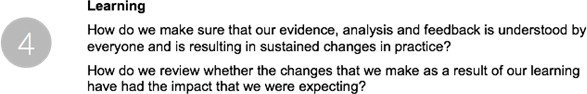 Learning
How do we make sure that our evidence, analysis and feedback is understood by
4
everyone and is resulting in sustained changes in practice?
How do we review whether the changes that we make as a result of our learning
have had the impact that we were expecting?